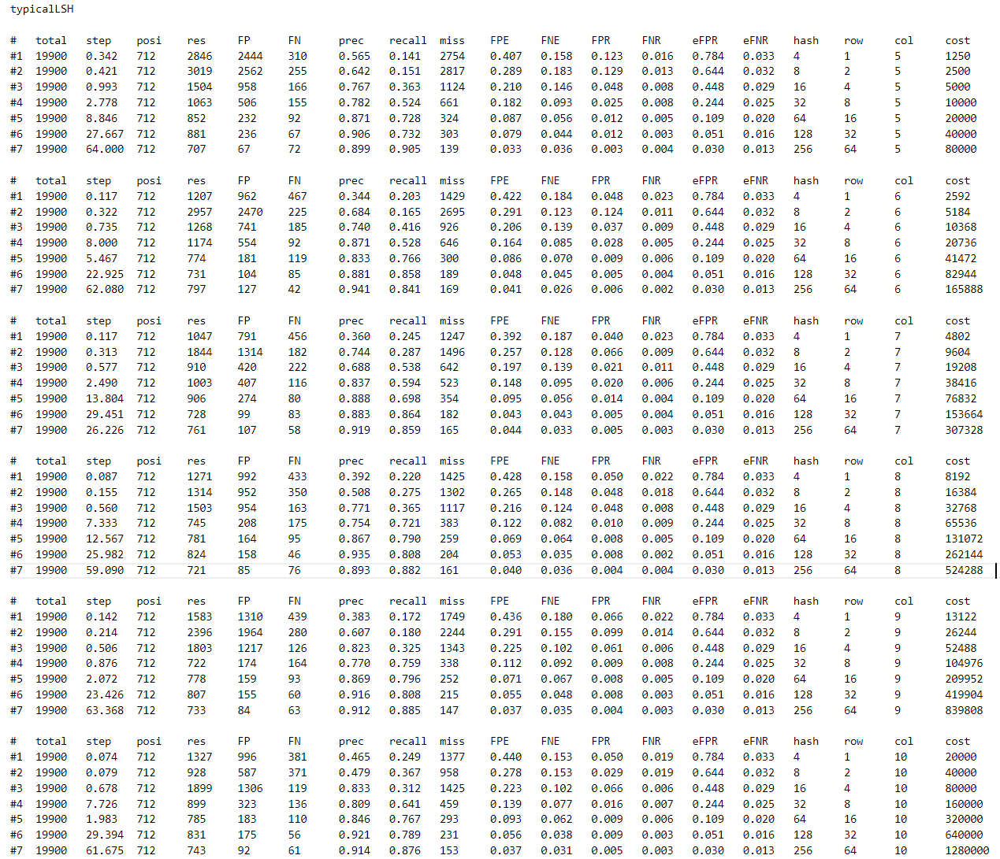 typicalLSH
# total step posi res FP FN prec recall miss FPE FNE FPR FNR eFPR eFNR hash row col cost
#1 19900 0.342 712 2846 2444 310 0.565 0.141 2754 0.407 0.158 0.123 0.016 0.784 0.033 4 1 5 1250
#2 19900 0.421 712 3019 2562 255 0.642 0.151 2817 0.289 0.183 0.129 0.013 0.644 0.032 8 2 5 2500
#3 19900 0.993 712 1504 958 166 0.767 0.363 1124 0.210 0.146 0.048 0.008 0.448 0.029 16 4 5 5000
#4 19900 2.778 712 1063 506 155 0.782 0.524 661 0.182 0.093 0.025 0.008 0.244 0.025 32 8 5 10000
#5 19900 8.846 712 852 232 92 0.871 0.728 324 0.087 0.056 0.012 0.005 0.109 0.020 64 16 5 20000
#6 19900 27.667 712 881 236 67 0.906 0.732 303 0.079 0.044 0.012 0.003 0.051 0.016 128 32 5 40000
#7 19900 64.000 712 707 67 72 0.899 0.905 139 0.033 0.036 0.003 0.004 0.030 0.013 256 64 5 80000
# total step posi res FP FN prec recall miss FPE FNE FPR FNR eFPR eFNR hash row col cost
#1 19900 0.117 712 1207 962 467 0.344 0.203 1429 0.422 0.184 0.048 0.023 0.784 0.033 4 1 6 2592
#2 19900 0.322 712 2957 2470 225 0.684 0.165 2695 0.291 0.123 0.124 0.011 0.644 0.032 8 2 6 5184
#3 19900 0.735 712 1268 741 185 0.740 0.416 926 0.206 0.139 0.037 0.009 0.448 0.029 16 4 6 10368
#4 19900 8.000 712 1174 554 92 0.871 0.528 646 0.164 0.085 0.028 0.005 0.244 0.025 32 8 6 20736
#5 19900 5.467 712 774 181 119 0.833 0.766 300 0.086 0.070 0.009 0.006 0.109 0.020 64 16 6 41472
#6 19900 22.925 712 731 104 85 0.881 0.858 189 0.048 0.045 0.005 0.004 0.051 0.016 128 32 6 82944
#7 19900 62.080 712 797 127 42 0.941 0.841 169 0.041 0.026 0.006 0.002 0.030 0.013 256 64 6 165888
# total step posi res FP FN prec recall miss FPE FNE FPR FNR eFPR eFNR hash row col cost
#1 19900 0.117 712 1047 791 456 0.360 0.245 1247 0.392 0.187 0.040 0.023 0.784 0.033 4 1 7 4802
#2 19900 0.313 712 1844 1314 182 0.744 0.287 1496 0.257 0.128 0.066 0.009 0.644 0.032 8 2 7 9604
#3 19900 0.577 712 910 420 222 0.688 0.538 642 0.197 0.139 0.021 0.011 0.448 0.029 16 4 7 19208
#4 19900 2.490 712 1003 407 116 0.837 0.594 523 0.148 0.095 0.020 0.006 0.244 0.025 32 8 7 38416
#5 19900 13.804 712 906 274 80 0.888 0.698 354 0.095 0.056 0.014 0.004 0.109 0.020 64 16 7 76832
#6 19900 29.451 712 728 99 83 0.883 0.864 182 0.043 0.043 0.005 0.004 0.051 0.016 128 32 7 153664
#7 19900 26.226 712 761 107 58 0.919 0.859 165 0.044 0.033 0.005 0.003 0.030 0.013 256 64 7 307328
# total step posi res FP FN prec recall miss FPE FNE FPR FNR eFPR eFNR hash row col cost
#1 19900 0.087 712 1271 992 433 0.392 0.220 1425 0.428 0.158 0.050 0.022 0.784 0.033 4 1 8 8192
#2 19900 0.155 712 1314 952 350 0.508 0.275 1302 0.265 0.148 0.048 0.018 0.644 0.032 8 2 8 16384
#3 19900 0.560 712 1503 954 163 0.771 0.365 1117 0.216 0.124 0.048 0.008 0.448 0.029 16 4 8 32768
#4 19900 7.333 712 745 208 175 0.754 0.721 383 0.122 0.082 0.010 0.009 0.244 0.025 32 8 8 65536
#5 19900 12.567 712 781 164 95 0.867 0.790 259 0.069 0.064 0.008 0.005 0.109 0.020 64 16 8 131072
#6 19900 25.982 712 824 158 46 0.935 0.808 204 0.053 0.035 0.008 0.002 0.051 0.016 128 32 8 262144
#7 19900 59.090 712 721 85 76 0.893 0.882 161 0.040 0.036 0.004 0.004 0.030 0.013 256 64 8 524288
# total step posi res FP FN prec recall miss FPE FNE FPR FNR eFPR eFNR hash row col cost
#1 19900 0.142 712 1583 1310 439 0.383 0.172 1749 0.436 0.180 0.066 0.022 0.784 0.033 4 1 9 13122
#2 19900 0.214 712 2396 1964 280 0.607 0.180 2244 0.291 0.155 0.099 0.014 0.644 0.032 8 2 9 26244
#3 19900 0.506 712 1803 1217 126 0.823 0.325 1343 0.225 0.102 0.061 0.006 0.448 0.029 16 4 9 52488
#4 19900 0.876 712 722 174 164 0.770 0.759 338 0.112 0.092 0.009 0.008 0.244 0.025 32 8 9 104976
#5 19900 2.072 712 778 159 93 0.869 0.796 252 0.071 0.067 0.008 0.005 0.109 0.020 64 16 9 209952
#6 19900 23.426 712 807 155 60 0.916 0.808 215 0.055 0.048 0.008 0.003 0.051 0.016 128 32 9 419904
#7 19900 63.368 712 733 84 63 0.912 0.885 147 0.037 0.035 0.004 0.003 0.030 0.013 256 64 9 839808
# total step posi res FP FN prec recall miss FPE FNE FPR FNR eFPR eFNR hash row col cost
#1 19900 0.074 712 1327 996 381 0.465 0.249 1377 0.440 0.153 0.050 0.019 0.784 0.033 4 1 10 20000
#2 19900 0.079 712 928 587 371 0.479 0.367 958 0.278 0.153 0.029 0.019 0.644 0.032 8 2 10 40000
#3 19900 0.678 712 1899 1306 119 0.833 0.312 1425 0.223 0.102 0.066 0.006 0.448 0.029 16 4 10 80000
#4 19900 7.726 712 899 323 136 0.809 0.641 459 0.139 0.077 0.016 0.007 0.244 0.025 32 8 10 160000
#5 19900 1.983 712 785 183 110 0.846 0.767 293 0.093 0.062 0.009 0.006 0.109 0.020 64 16 10 320000
#6 19900 29.394 712 831 175 56 0.921 0.789 231 0.056 0.038 0.009 0.003 0.051 0.016 128 32 10 640000
#7 19900 61.675 712 743 92 61 0.914 0.876 153 0.037 0.031 0.005 0.003 0.030 0.013 256 64 10 1280000